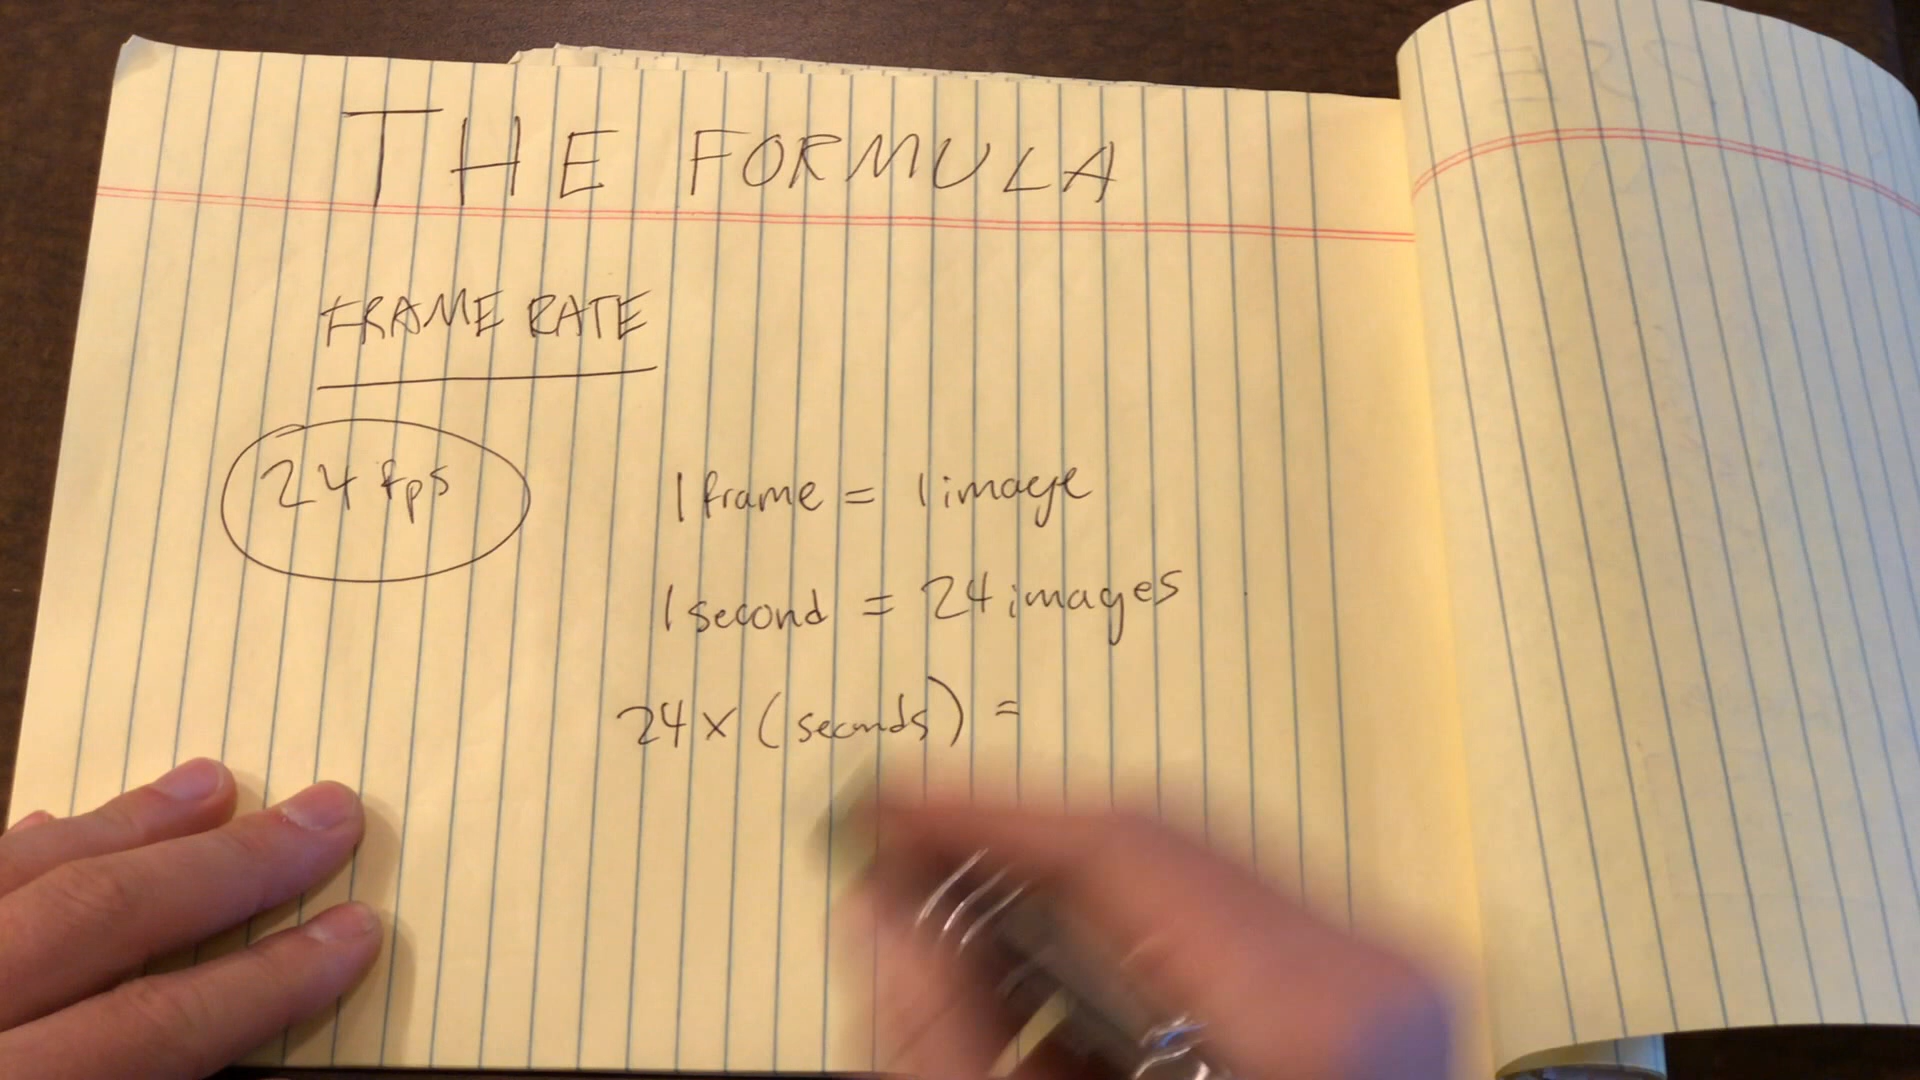 THE FORMULA
FRAME RATE
24 fps
1 frame = 1 image
1 second = 24 images
24 x (seconds) =